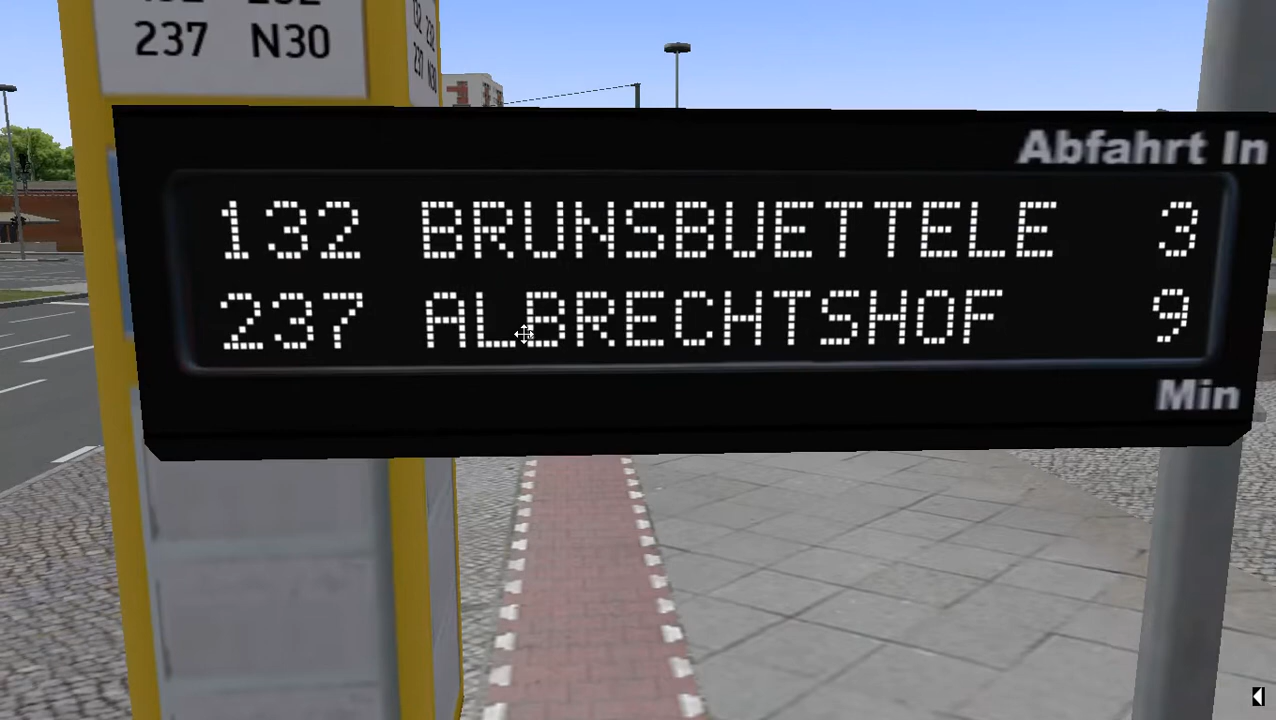 237 N30
Abfahrt In
132 BRUNSBUETTELE 3
237 ALBRECHTSHOF 9
Min